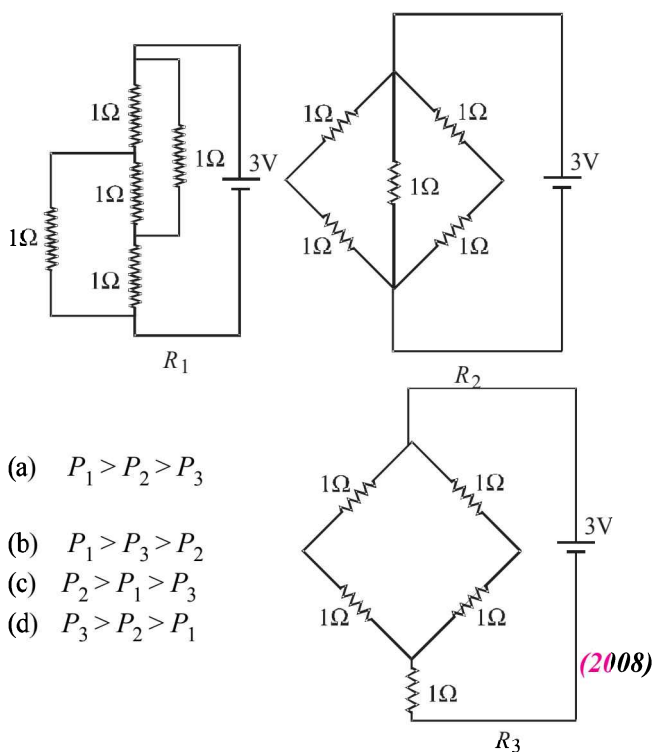 1Ω
1Ω
3V
1Ω
1Ω
1Ω
R₁
1Ω
1Ω
3V
1Ω
1Ω
1Ω
R₂
(a) P₁ > P₂ > P₃
(b) P₁ > P₃ > P₂
(c) P₂ > P₁ > P₃
(d) P₃ > P₂ > P₁
1Ω
1Ω
3V
1Ω
1Ω
1Ω
R₃
(2008)